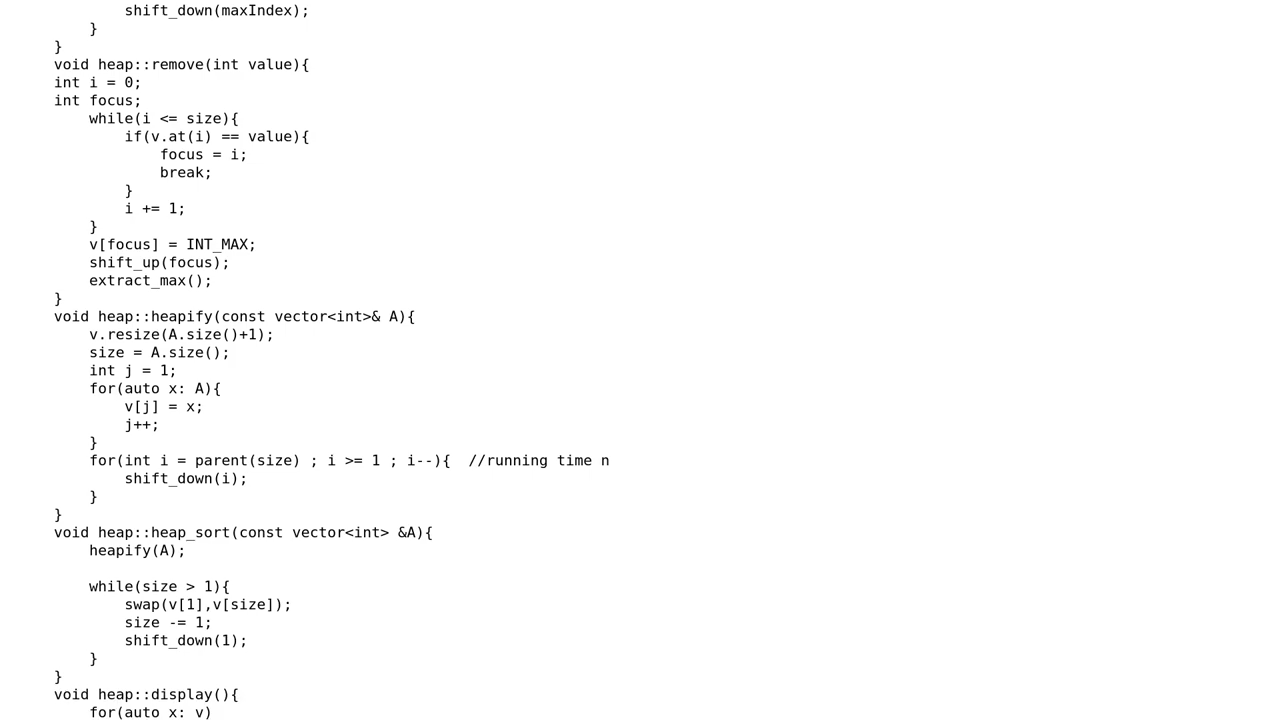 shift_down(maxIndex);
    }
}
void heap::remove(int value){
int i = 0;
int focus;
    while(i <= size){
        if(v.at(i) == value){
            focus = i;
            break;
        }
        i += 1;
    }
    v[focus] = INT_MAX;
    shift_up(focus);
    extract_max();
}
void heap::heapify(const vector<int>& A){
    v.resize(A.size()+1);
    size = A.size();
    int j = 1;
    for(auto x: A){
        v[j] = x;
        j++;
    }
    for(int i = parent(size) ; i >= 1 ; i--){  //running time n
        shift_down(i);
    }
}
void heap::heap_sort(const vector<int> &A){
    heapify(A);

    while(size > 1){
        swap(v[1],v[size]);
        size -= 1;
        shift_down(1);
    }
}
void heap::display(){
    for(auto x: v)